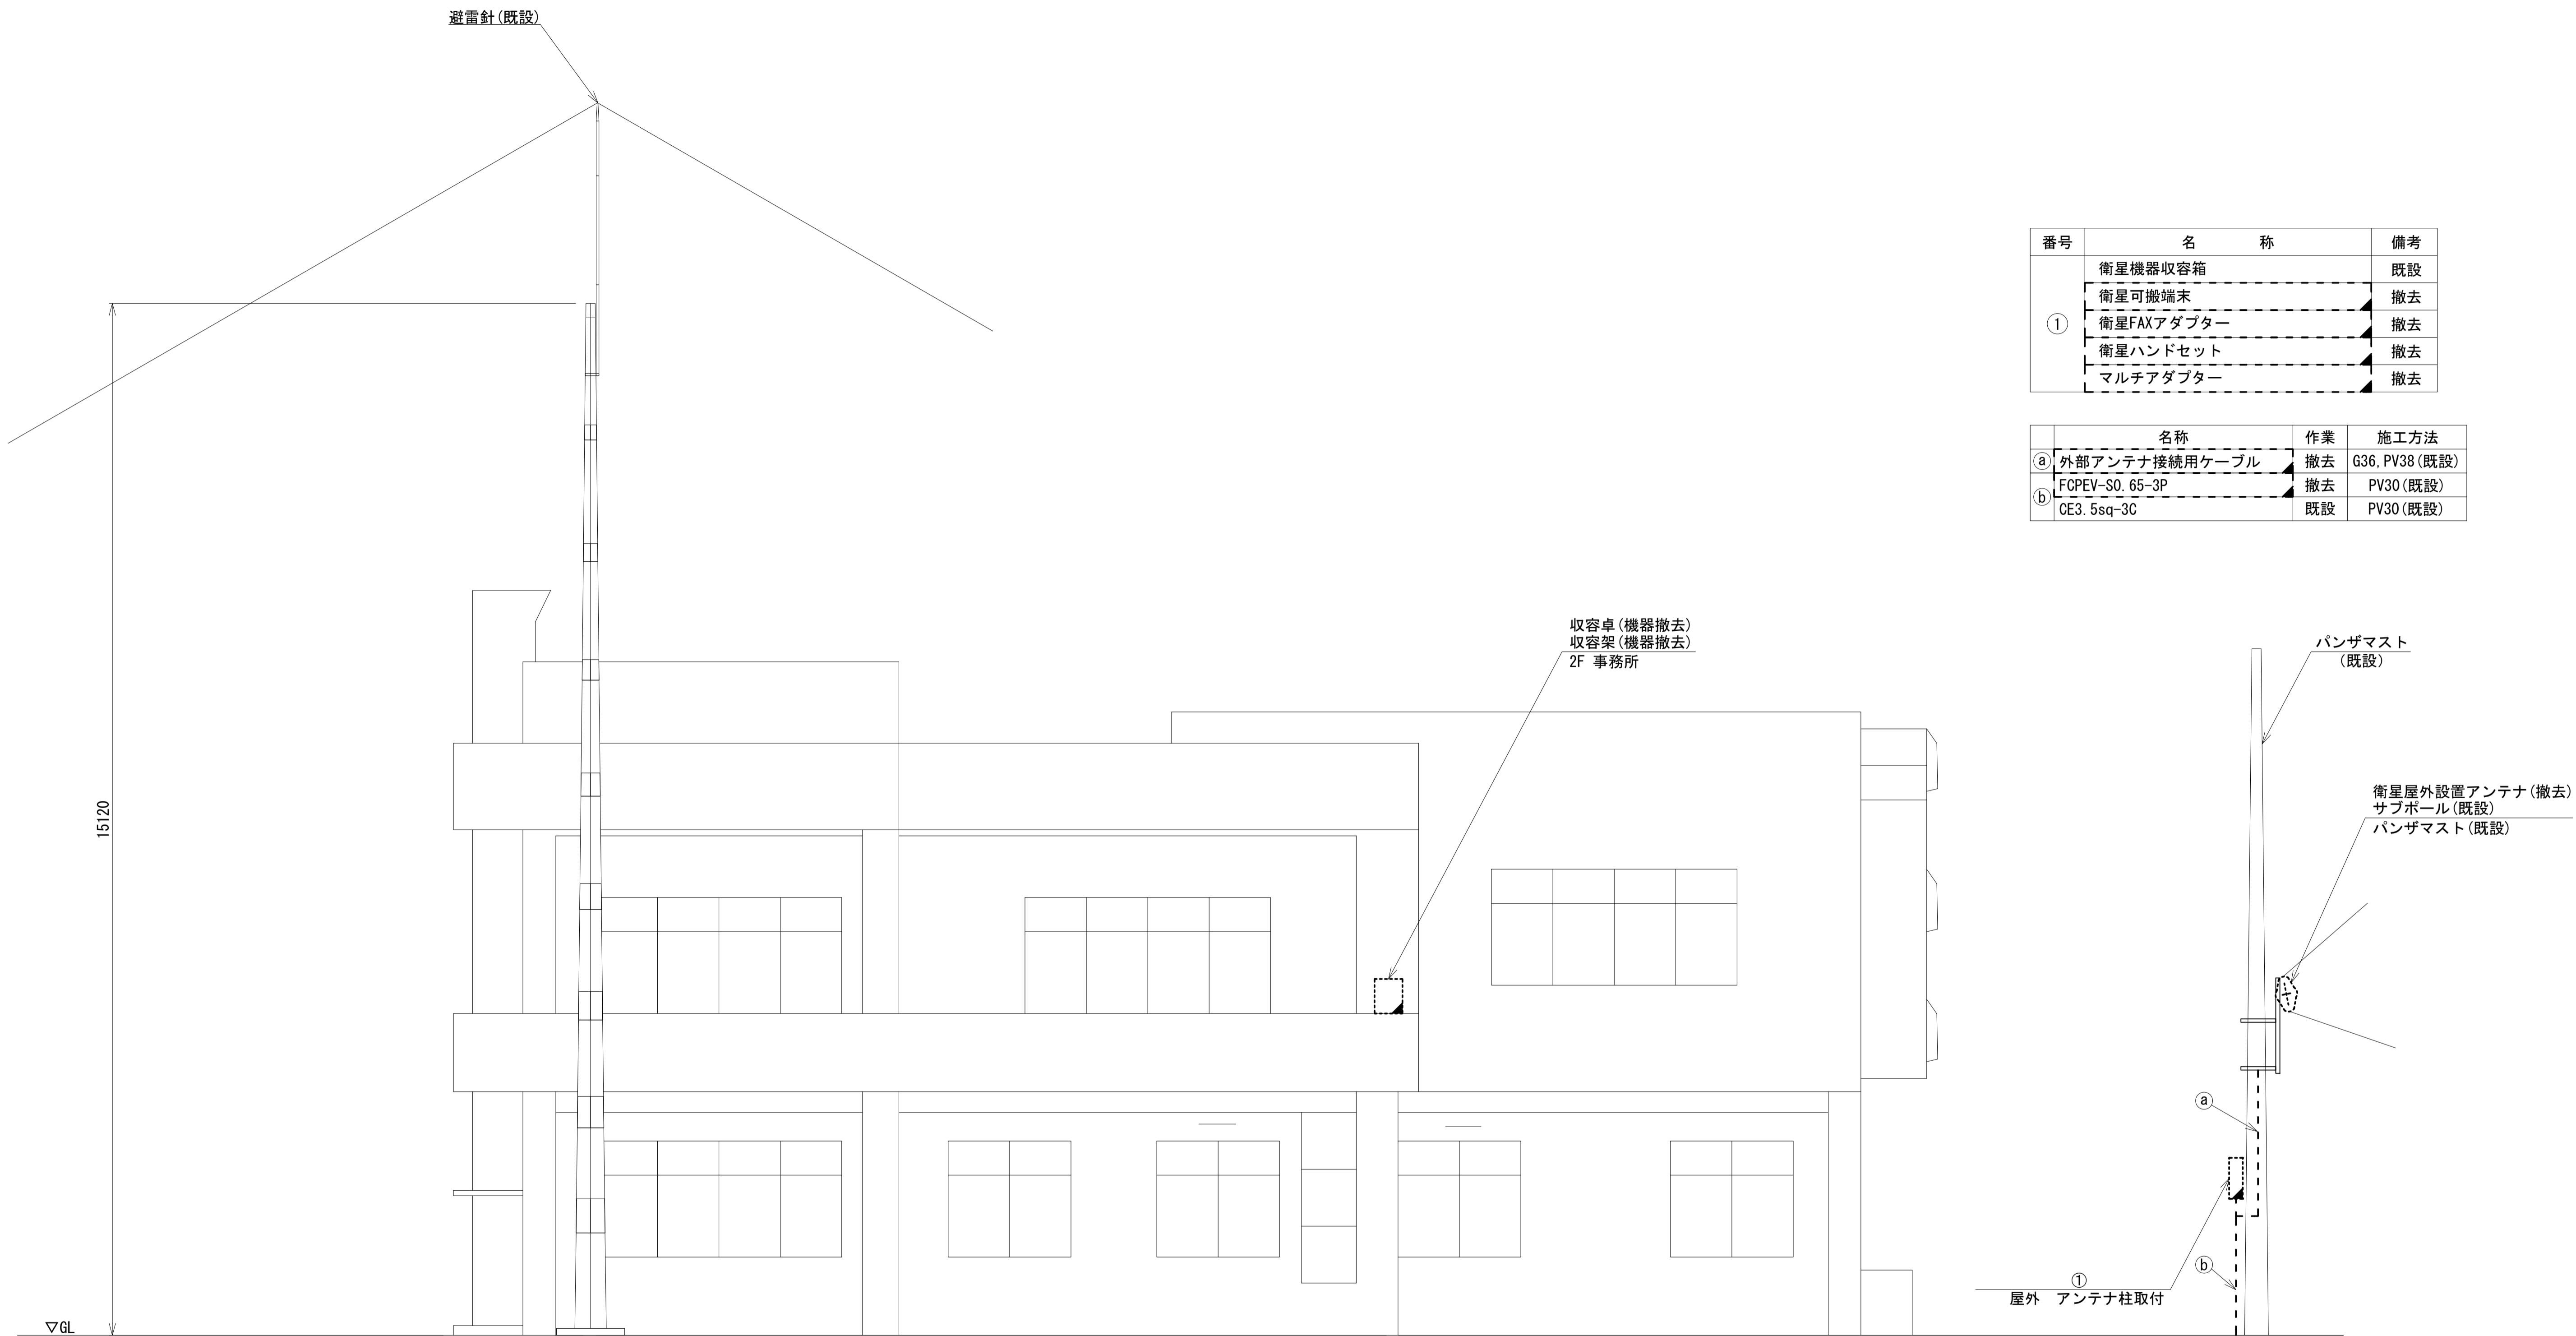 避雷針(既設)
番号 名 称 備考
① 衛星機器収容箱 既設
衛星可搬端末 撤去
衛星FAXアダプター 撤去
衛星ハンドセット 撤去
マルチアダプター 撤去
名称 作業 施工方法
ⓐ 外部アンテナ接続用ケーブル 撤去 G36,PV38(既設)
ⓑ FCPEV-S0.65-3P 撤去 PV30(既設)
CE3.5sq-3C 既設 PV30(既設)
収容卓(機器撤去)
収容架(機器撤去)
2F 事務所
パンザマスト
(既設)
衛星屋外設置アンテナ(撤去)
サブポール(既設)
パンザマスト(既設)
15120
ⓐ
ⓑ
①
屋外 アンテナ柱取付
▽GL